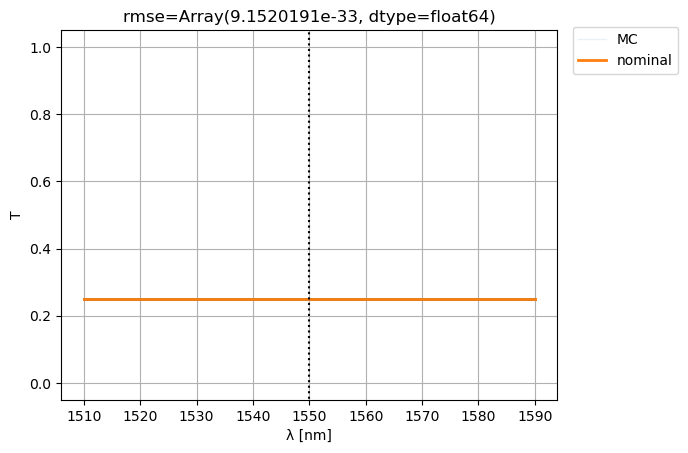 rmse=Array(9.1520191e-33, dtype=float64)
MC
nominal
1.0
0.8
0.6
0.4
0.2
0.0
T
1510 1520 1530 1540 1550 1560 1570 1580 1590
λ [nm]